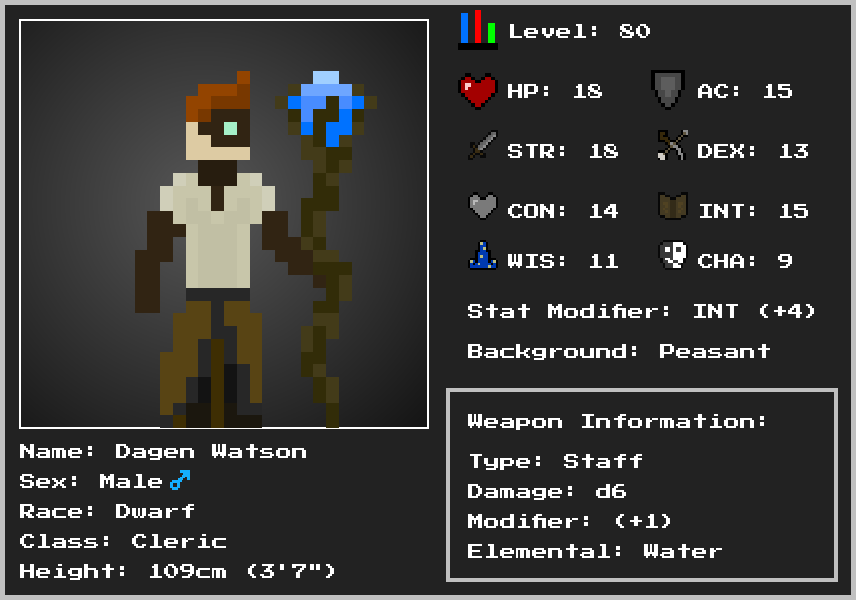 Level: 80
HP: 18 AC: 15
STR: 18 DEX: 13
CON: 14 INT: 15
WIS: 11 CHA: 9
Stat Modifier: INT (+4)
Background: Peasant
Weapon Information:
Type: Staff
Damage: d6
Modifier: (+1)
Elemental: Water
Name: Dagen Watson
Sex: Male♂
Race: Dwarf
Class: Cleric
Height: 109cm (3'7")